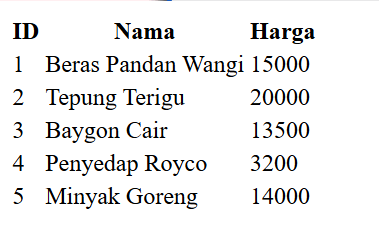 ID Nama Harga
1 Beras Pandan Wangi 15000
2 Tepung Terigu 20000
3 Baygon Cair 13500
4 Penyedap Royco 3200
5 Minyak Goreng 14000